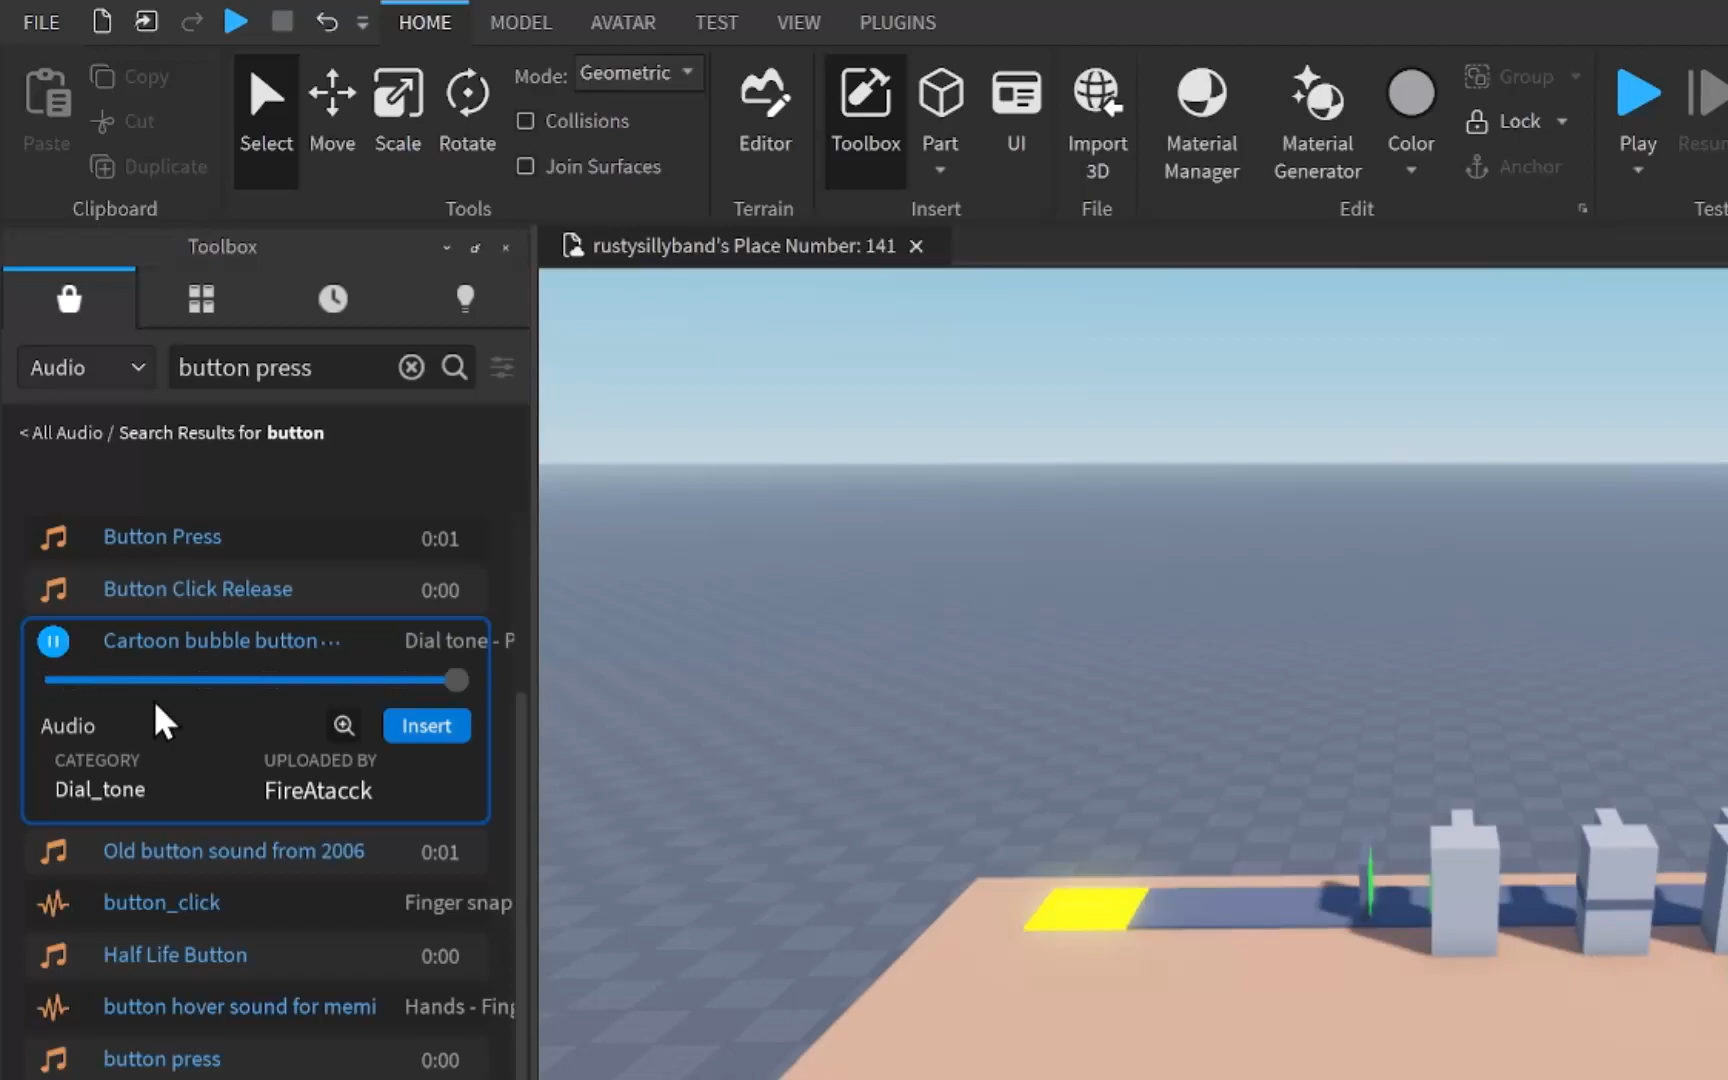 FILE HOME MODEL AVATAR TEST VIEW PLUGINS
Paste Copy Cut Duplicate
Clipboard
Select Move Scale Rotate
Mode: Geometric
Collisions
Join Surfaces
Tools
Editor
Terrain
Toolbox Part UI
Insert
Import
3D
File
Material
Manager
Material
Generator
Color
Group
Lock
Anchor
Edit
Play
Toolbox
rustysillyband's Place Number: 141
Audio button press
< All Audio / Search Results for button
Button Press 0:01
Button Click Release 0:00
Cartoon bubble button... Dial tone - P
Audio Insert
CATEGORY UPLOADED BY
Dial_tone FireAtacck
Old button sound from 2006 0:01
button_click Finger snap
Half Life Button 0:00
button hover sound for memi Hands - Fing
button press 0:00